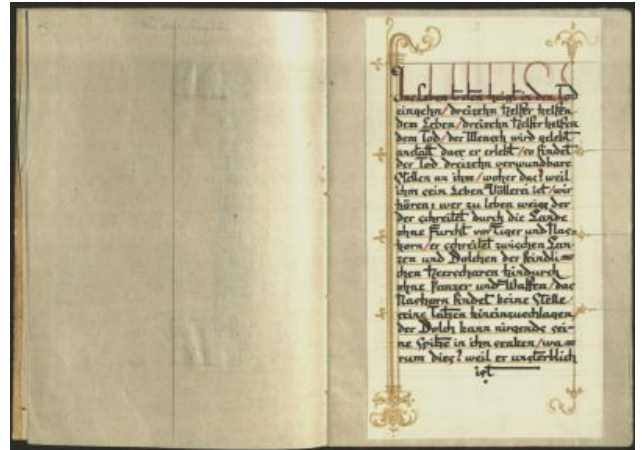 ins Leben treten heißt in den Tod
eingehn/dreizehn Helfer helfen
dem Leben/dreizehn Helfer helfen
dem Tod/der Mensch wird gelebt
anstatt dass er erlebt/so findet
der Tod dreizehn verwundbare
Stellen an ihm/woher das? weil
ihm sein Leben Völlerei ist/wir
hören: wer zu leben weise der
der schreitet durch die Lande
ohne Furcht vor Tiger und Nas-
horn/er schreitet zwischen Lan-
zen und Dolchen der feindli=
chen Heerscharen hindurch
ohne Panzer und Waffen/das
Nashorn findet keine Stelle/
seine Tatzen hineinzuschlagen,
der Dolch kann nirgends sei-
ne Spitze in ihn senken/wa=
rum dies? weil er unsterblich
ist